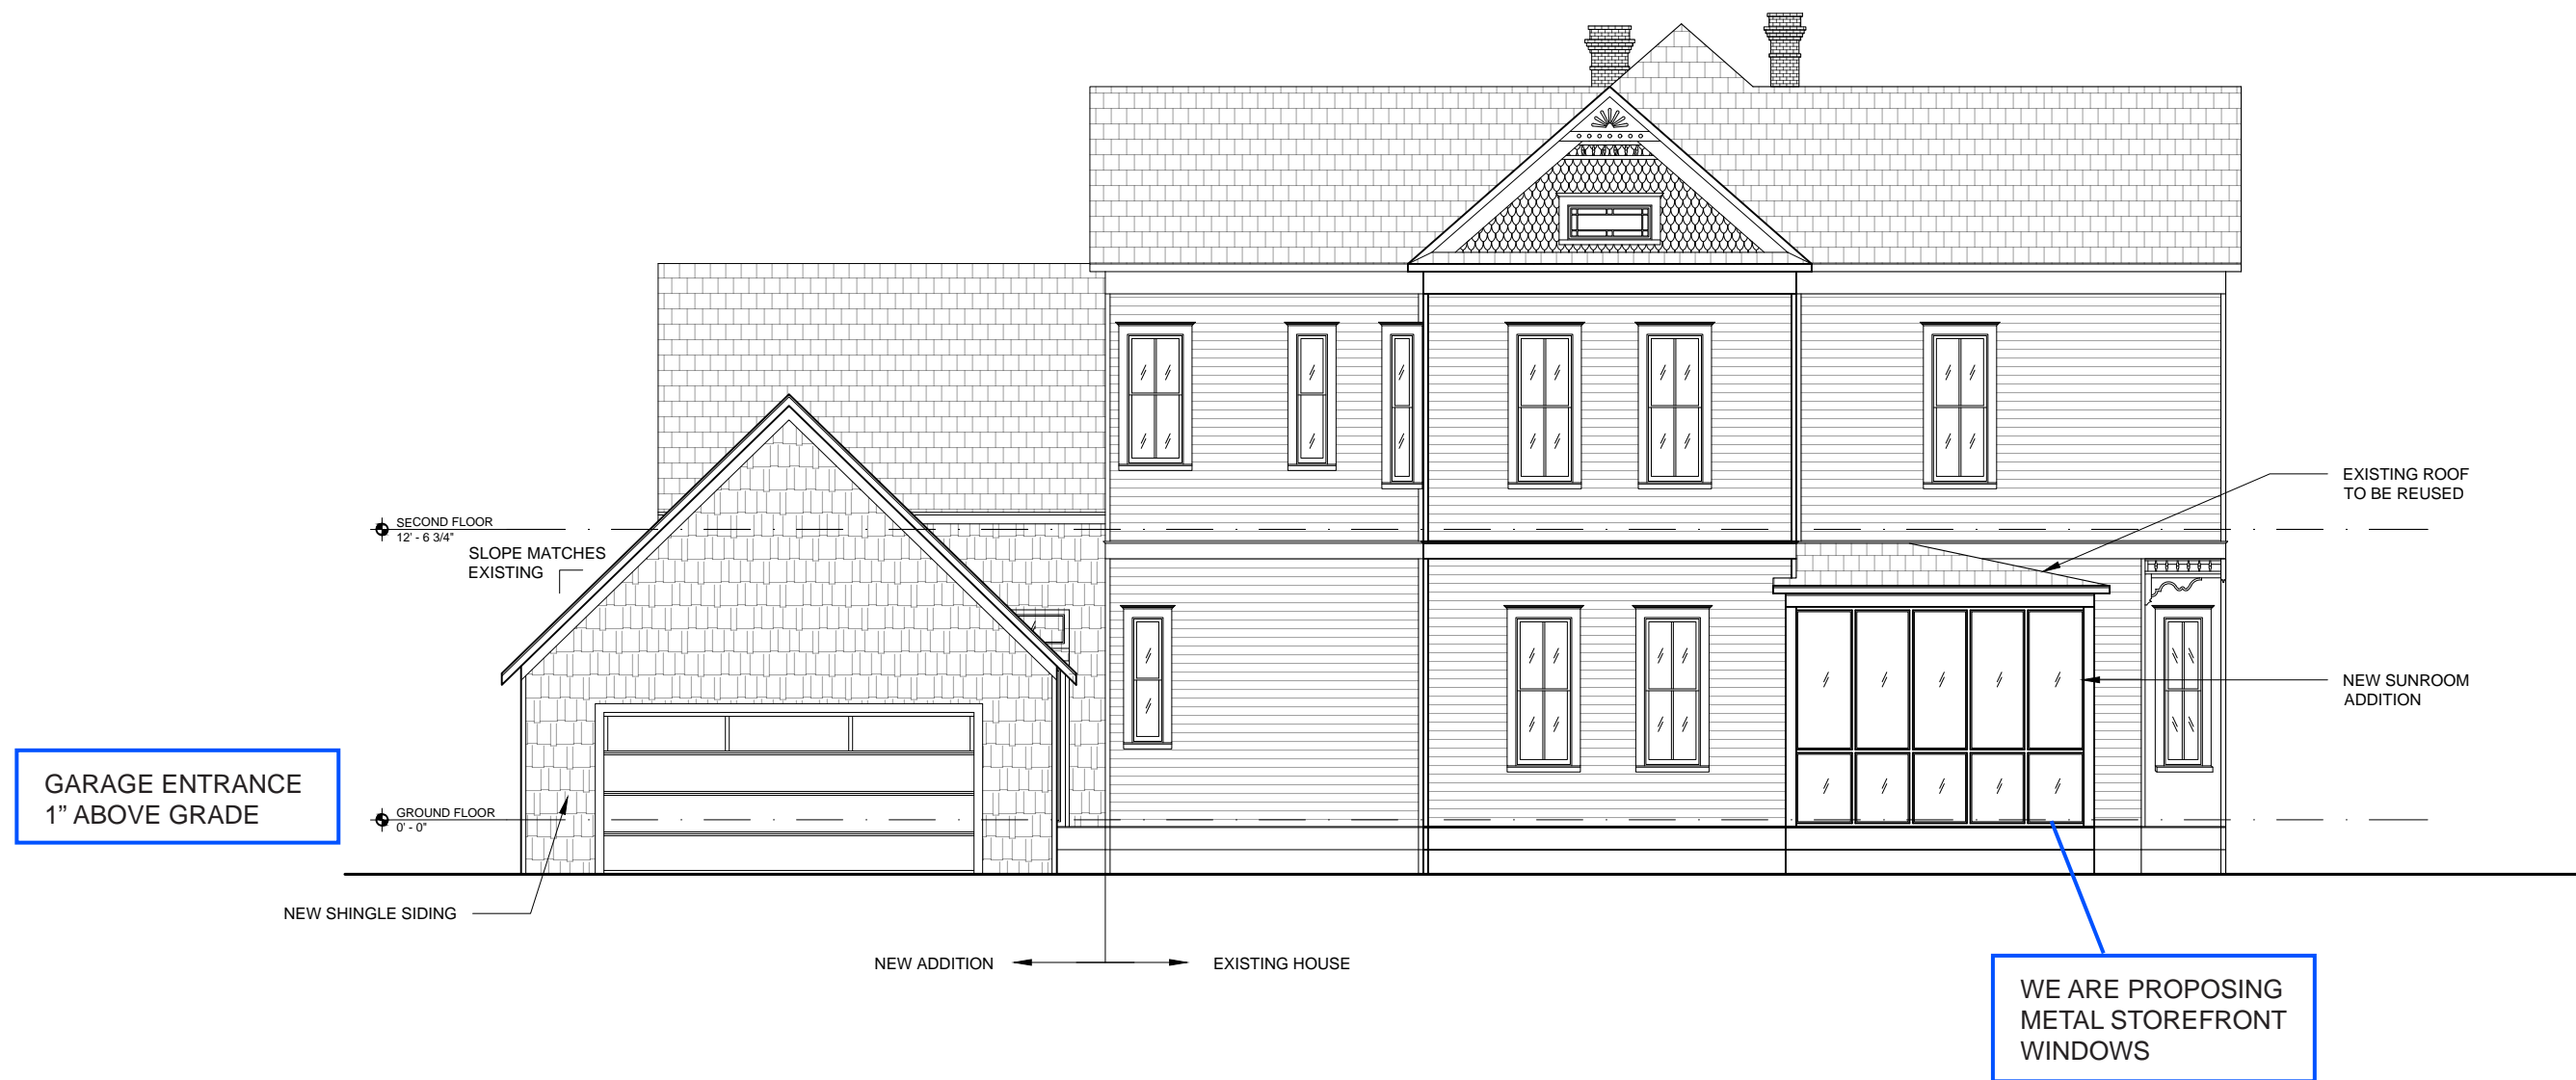 EXISTING ROOF
TO BE REUSED
SECOND FLOOR
12' - 6 3/4"
SLOPE MATCHES
EXISTING
NEW SUNROOM
ADDITION
GARAGE ENTRANCE
1” ABOVE GRADE
GROUND FLOOR
0' - 0"
NEW SHINGLE SIDING
NEW ADDITION
EXISTING HOUSE
WE ARE PROPOSING
METAL STOREFRONT
WINDOWS